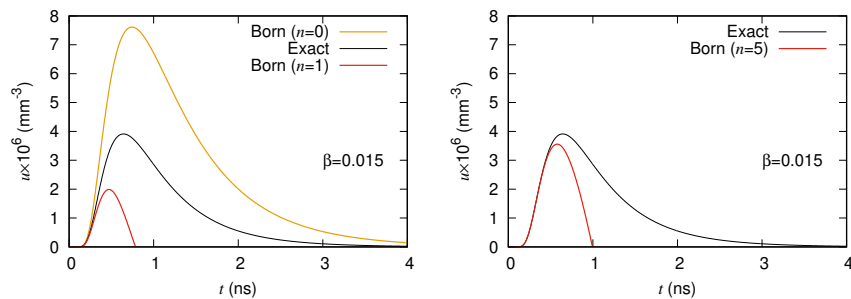 Born (n=0)
Exact
Born (n=1)
β=0.015
u×10⁶ (mm⁻³)
0
1
2
3
4
5
6
7
8
0 1 2 3 4
t (ns)
Exact
Born (n=5)
β=0.015
u×10⁶ (mm⁻³)
0
1
2
3
4
5
6
7
8
0 1 2 3 4
t (ns)